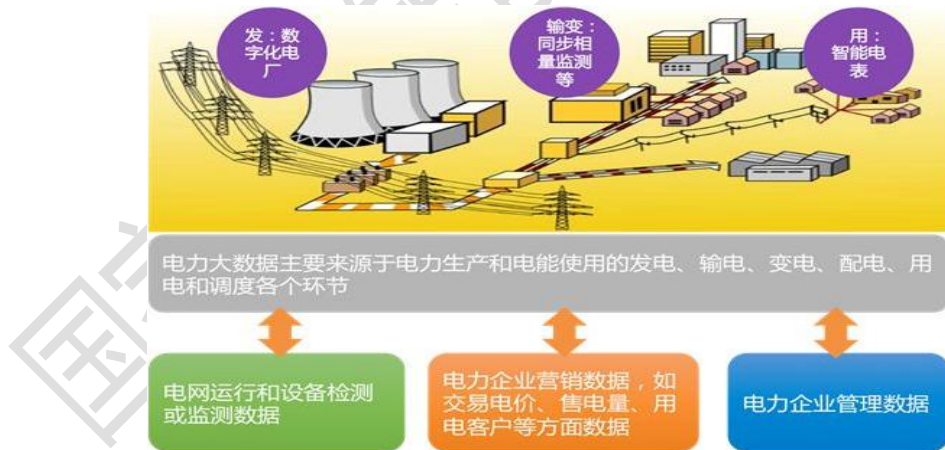 发：数
字化电
厂
输变：
同步相
量监测
等
用：
智能电
表
电力大数据主要来源于电力生产和电能使用的发电、输电、变电、配电、用
电和调度各个环节
电网运行和设备检测
或监测数据
电力企业营销数据，如
交易电价、售电量、用
电客户等方面数据
电力企业管理数据